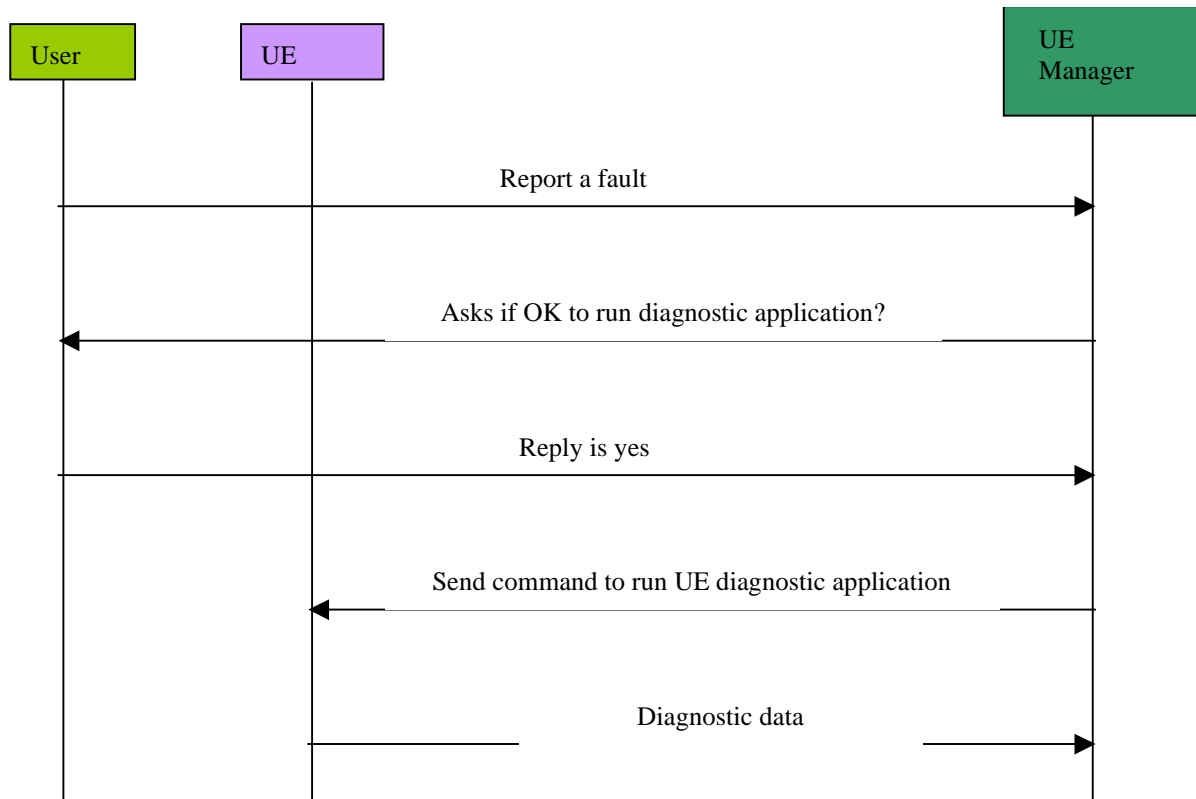 User
UE
UE
Manager
Report a fault
Asks if OK to run diagnostic application?
Reply is yes
Send command to run UE diagnostic application
Diagnostic data